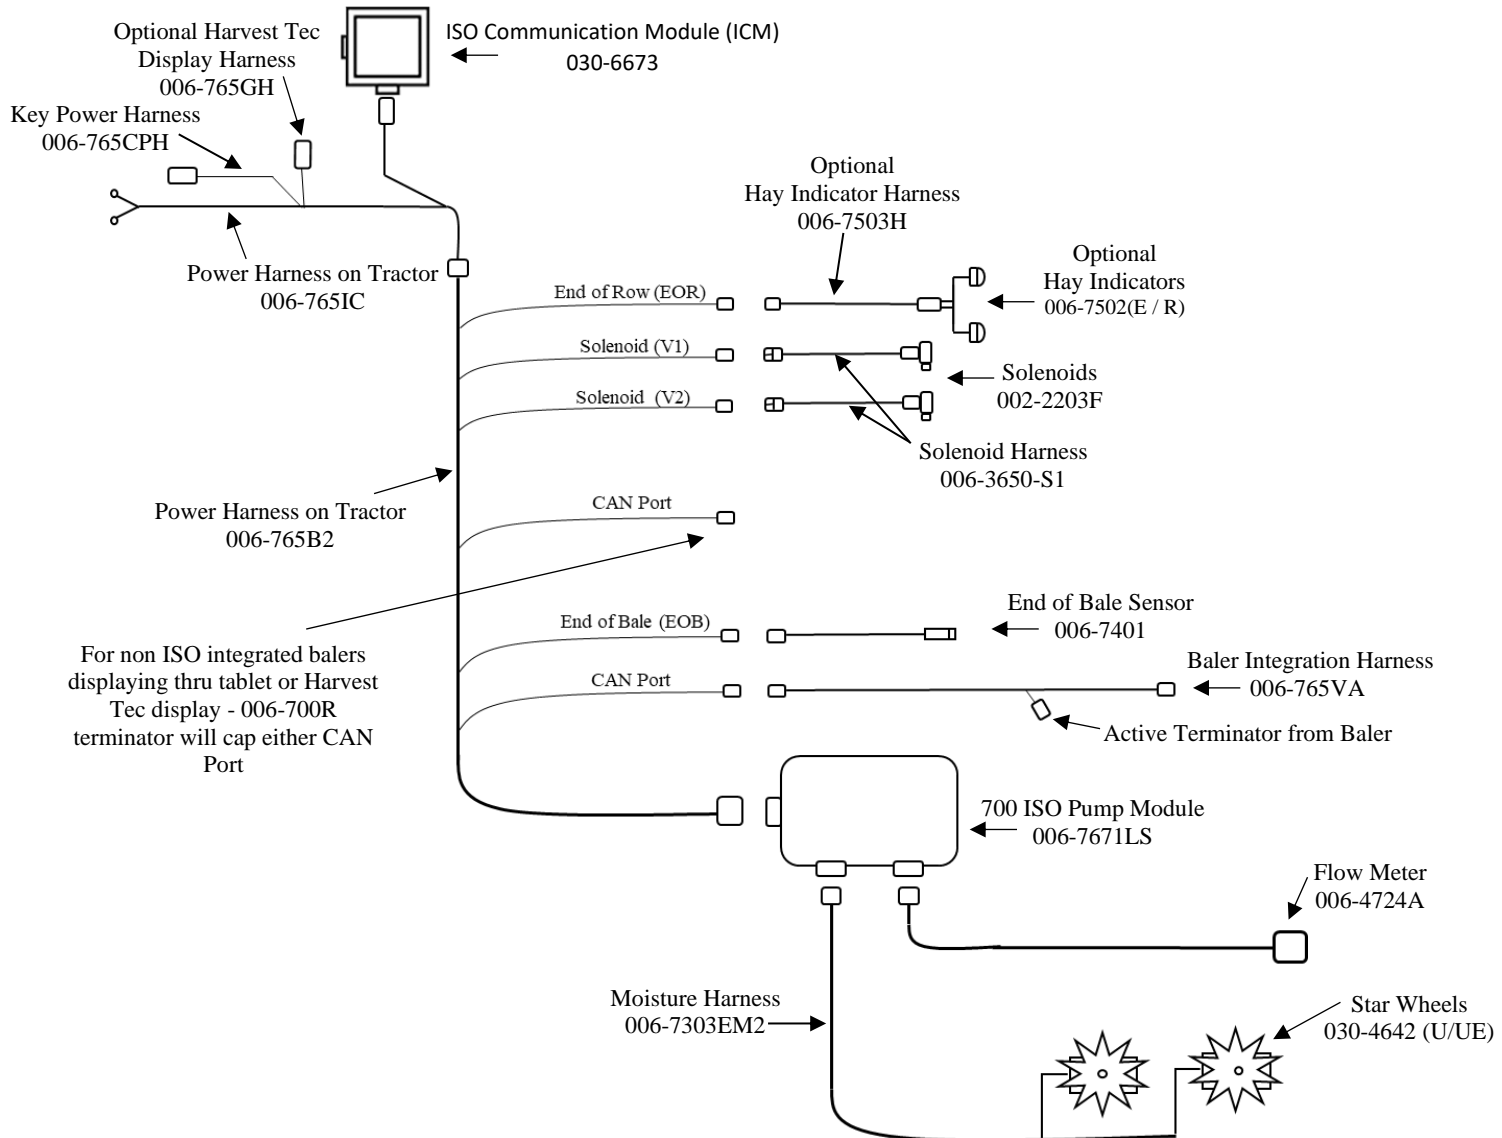 Optional Harvest Tec
Display Harness
006-765GH
ISO Communication Module (ICM)
030-6673
Key Power Harness
006-765CPH
Power Harness on Tractor
006-765IC
Optional
Hay Indicator Harness
006-7503H
Optional
Hay Indicators
006-7502(E / R)
End of Row (EOR)
Solenoid (V1)
Solenoid (V2)
Solenoids
002-2203F
Solenoid Harness
006-3650-S1
Power Harness on Tractor
006-765B2
CAN Port
End of Bale (EOB)
End of Bale Sensor
006-7401
CAN Port
Baler Integration Harness
006-765VA
Active Terminator from Baler
For non ISO integrated balers
displaying thru tablet or Harvest
Tec display - 006-700R
terminator will cap either CAN
Port
700 ISO Pump Module
006-7671LS
Flow Meter
006-4724A
Moisture Harness
006-7303EM2
Star Wheels
030-4642 (U/UE)